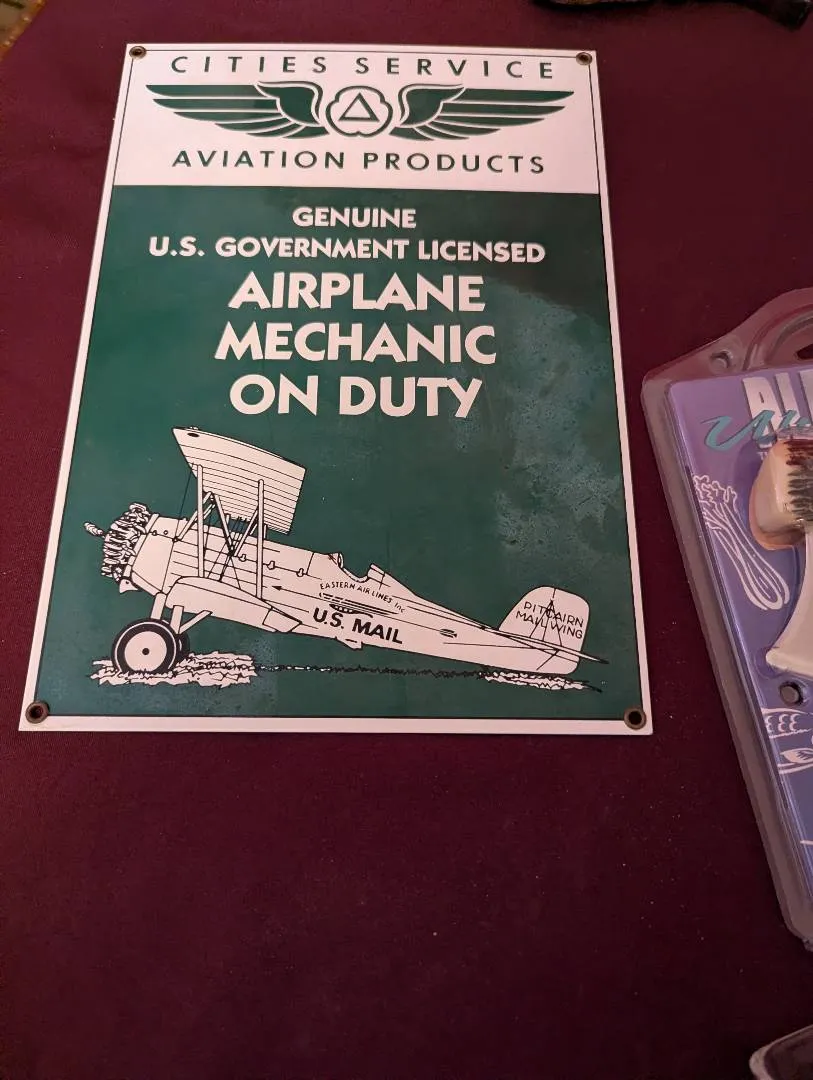 CITIES SERVICE
AVIATION PRODUCTS
GENUINE
U.S. GOVERNMENT LICENSED
AIRPLANE
MECHANIC
ON DUTY
EASTERN AIR LINES Inc
U.S. MAIL
PITCAIRN
MAILWING